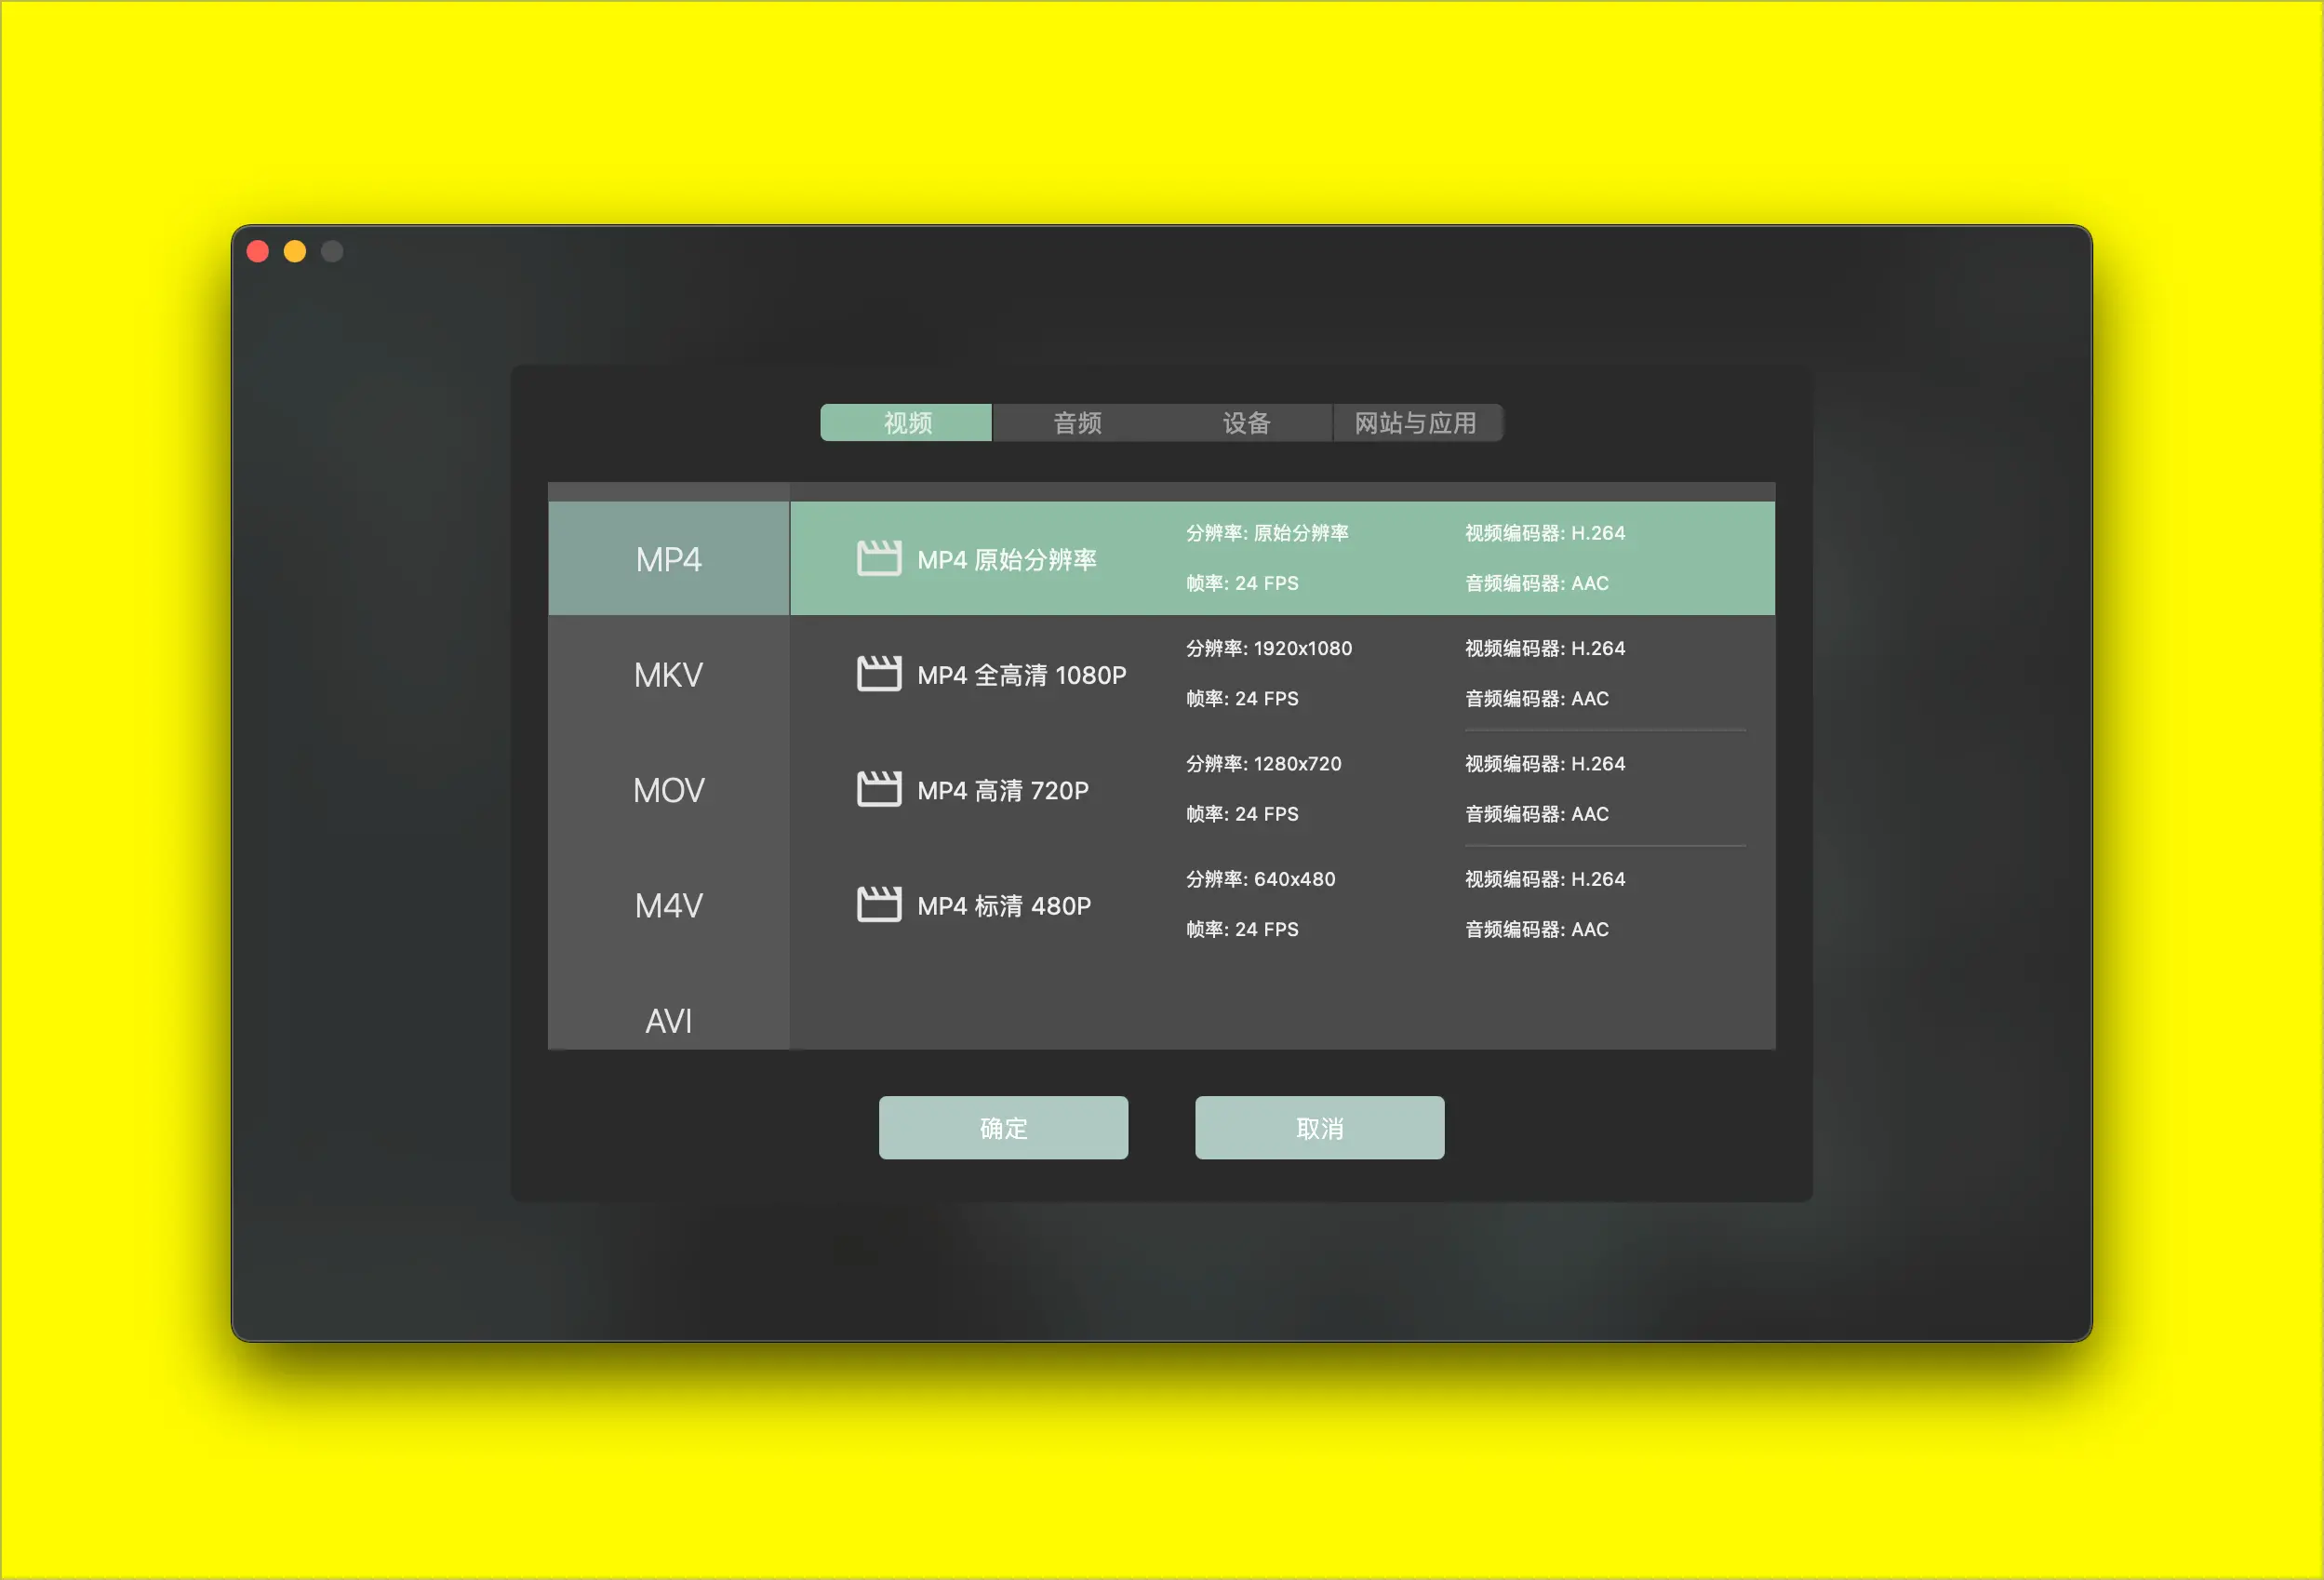 视频
音频
设备
网站与应用
MP4
MKV
MOV
M4V
AVI
MP4 原始分辨率
分辨率: 原始分辨率
视频编码器: H.264
帧率: 24 FPS
音频编码器: AAC
MP4 全高清 1080P
分辨率: 1920x1080
视频编码器: H.264
帧率: 24 FPS
音频编码器: AAC
MP4 高清 720P
分辨率: 1280x720
视频编码器: H.264
帧率: 24 FPS
音频编码器: AAC
MP4 标清 480P
分辨率: 640x480
视频编码器: H.264
帧率: 24 FPS
音频编码器: AAC
确定
取消